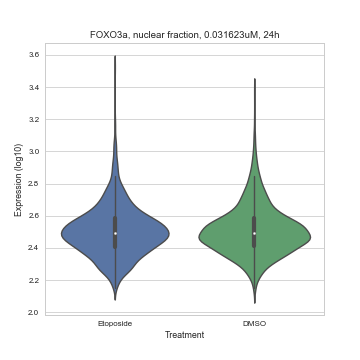 FOXO3a, nuclear fraction, 0.031623uM, 24h
3.6
3.4
3.2
3.0
2.8
2.6
2.4
2.2
2.0
Expression (log10)
Etoposide
DMSO
Treatment